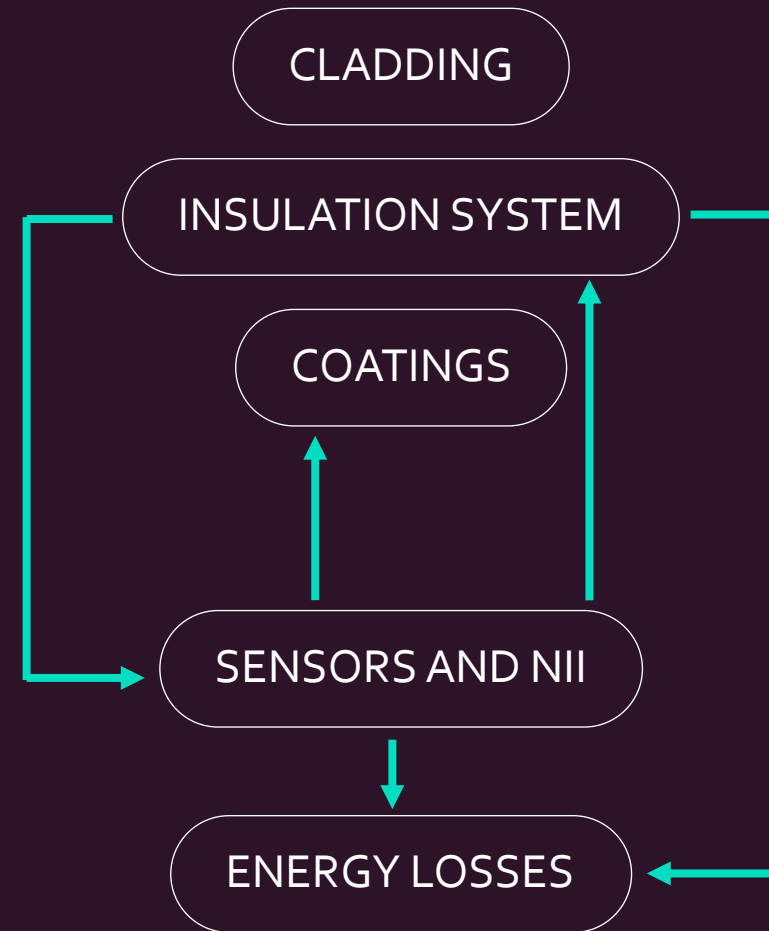 CLADDING
INSULATION SYSTEM
COATINGS
SENSORS AND NII
ENERGY LOSSES